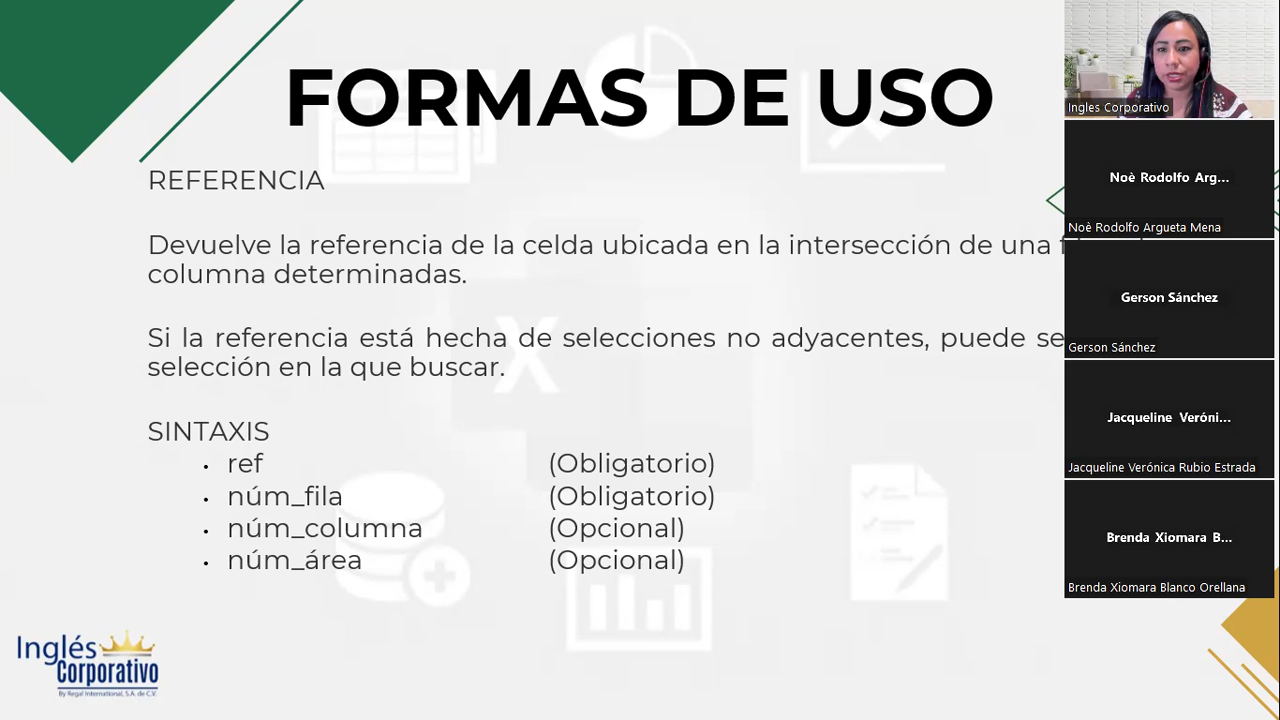 FORMAS DE USO
REFERENCIA
Devuelve la referencia de la celda ubicada en la intersección de una
columna determinadas.
Si la referencia está hecha de selecciones no adyacentes, puede
selección en la que buscar.
SINTAXIS
• ref (Obligatorio)
• núm_fila (Obligatorio)
• núm_columna (Opcional)
• núm_área (Opcional)
Inglés
Corporativo
By Regal International, S.A. de C.V.
Ingles Corporativo
Noè Rodolfo Arg...
Noè Rodolfo Argueta Mena
Gerson Sánchez
Gerson Sánchez
Jacqueline Veróni...
Jacqueline Verónica Rubio Estrada
Brenda Xiomara B...
Brenda Xiomara Blanco Orellana